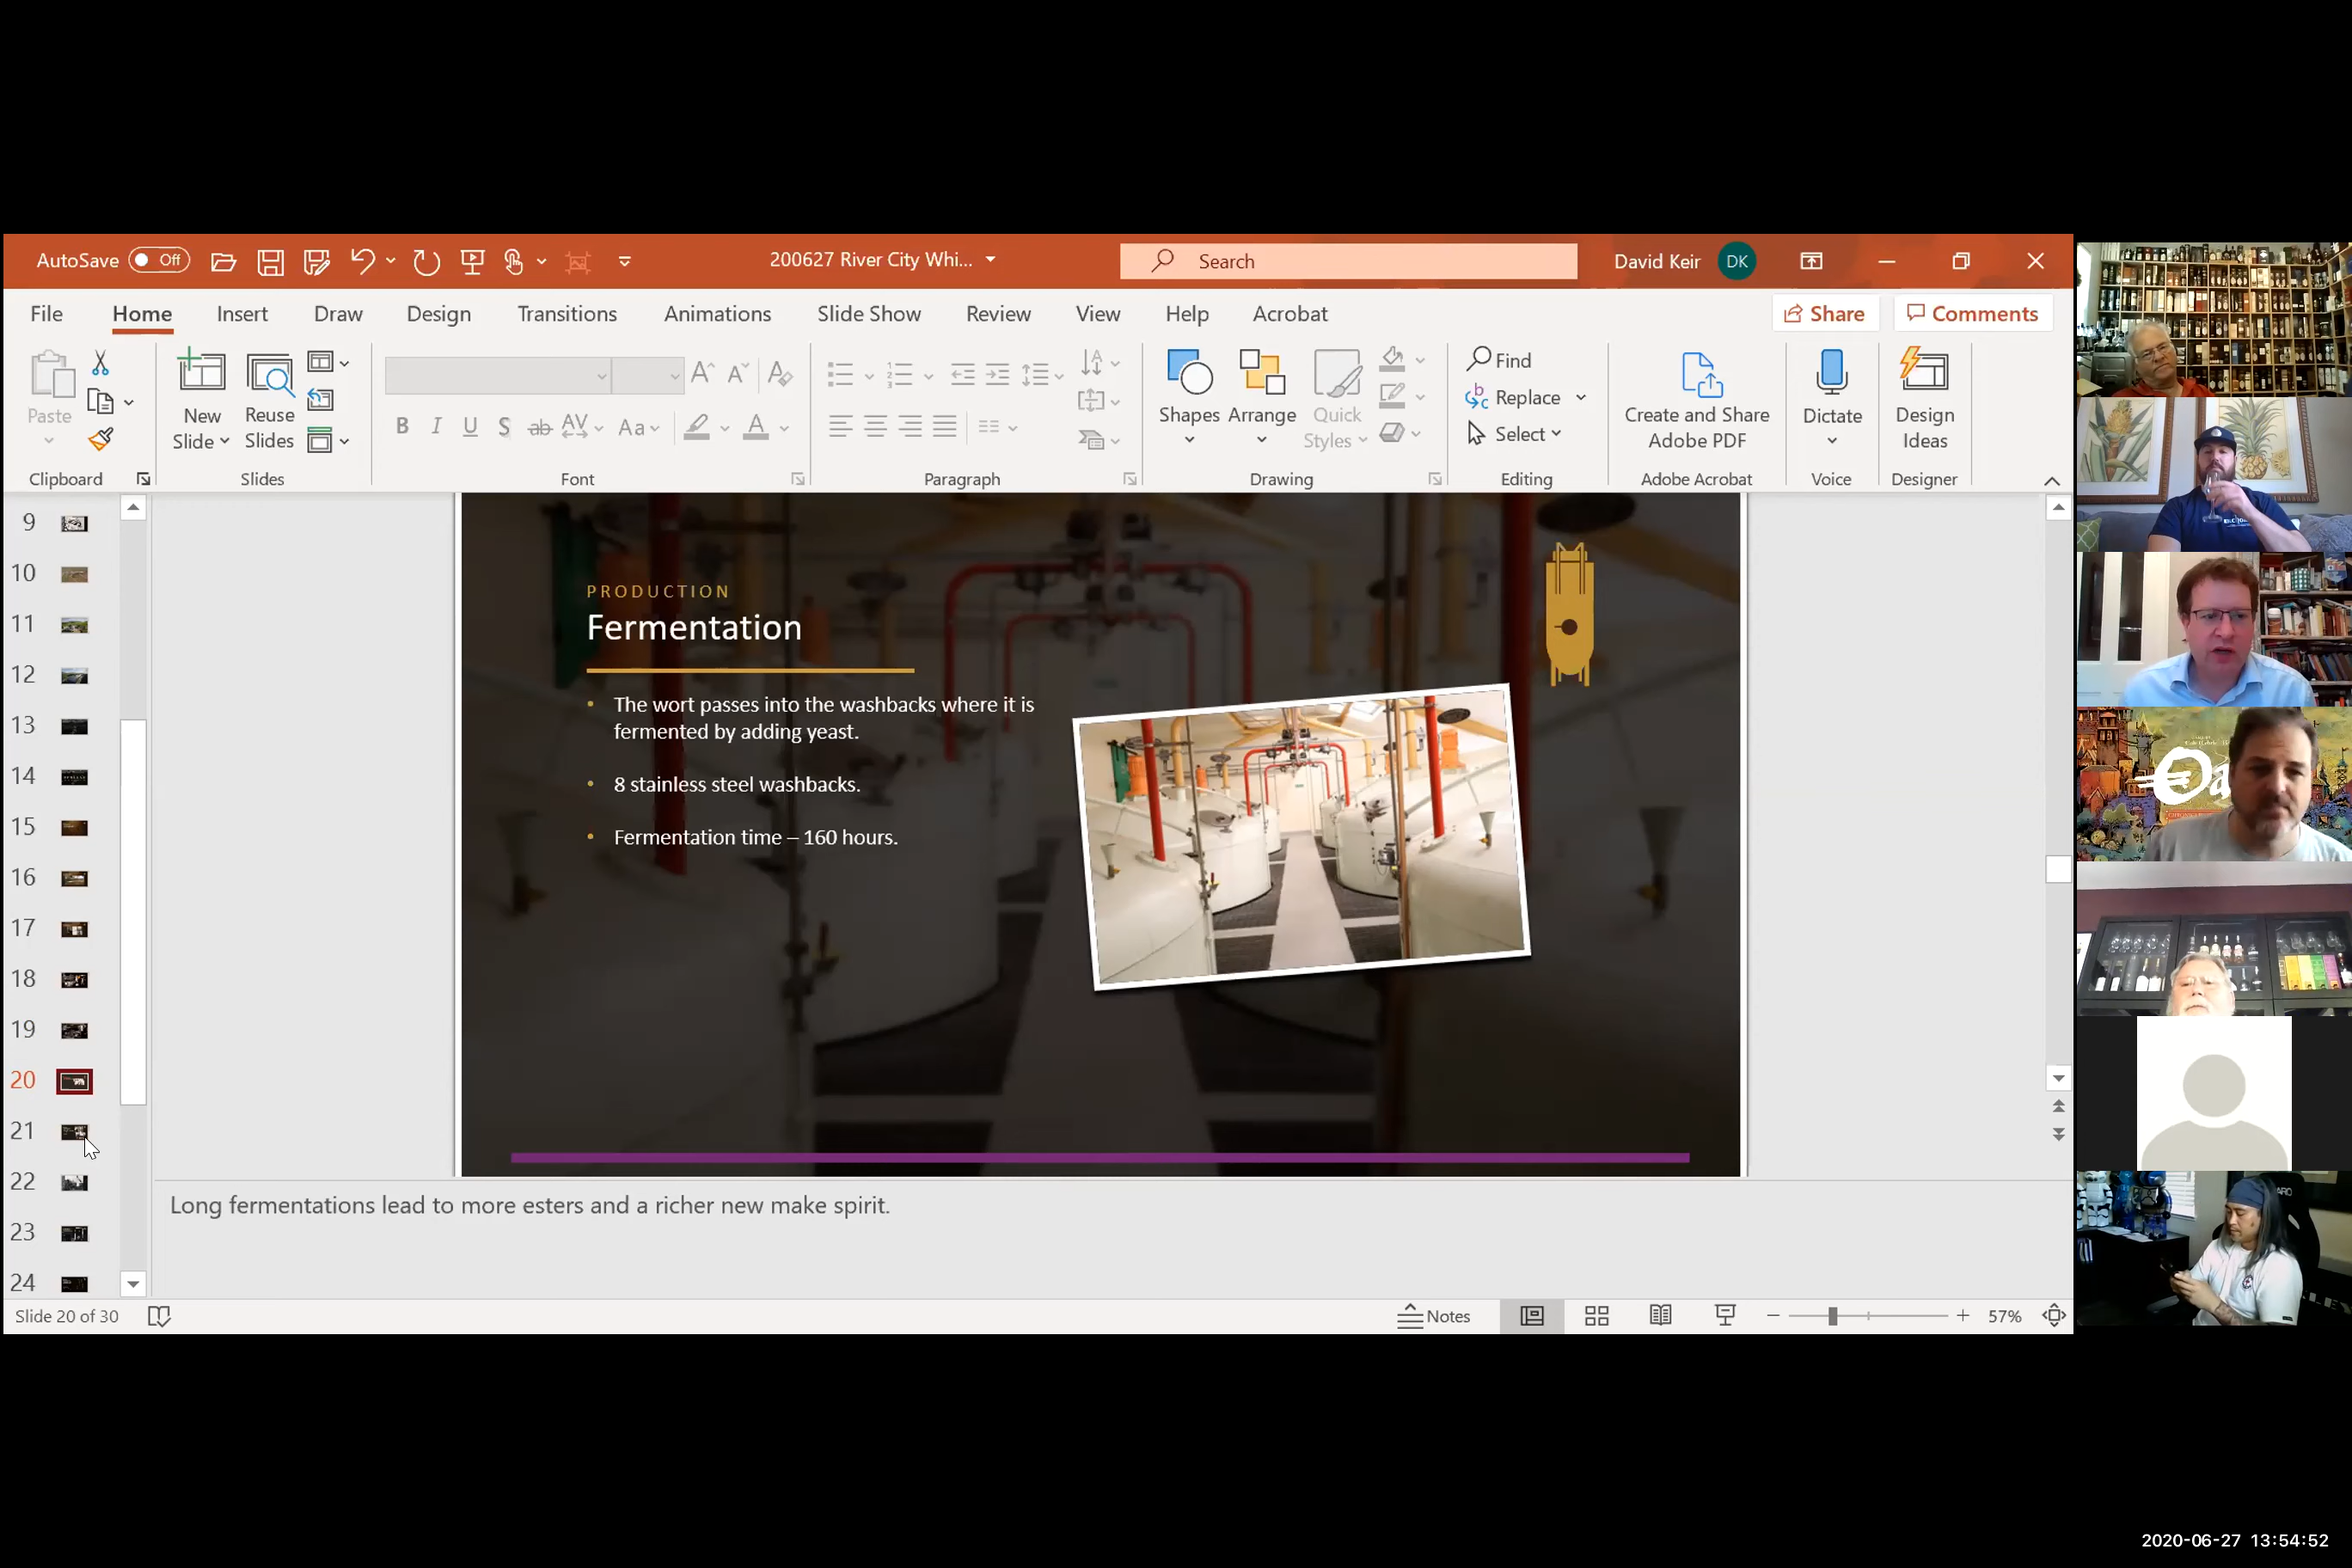 AutoSave Off
200627 River City Whi...
Search
David Keir DK
File Home Insert Draw Design Transitions Animations Slide Show Review View Help Acrobat
Share Comments
Paste
New Slide
Reuse Slides
B I U S ab AV Aa A
Shapes Arrange Quick Styles
Find
Replace
Select
Create and Share Adobe PDF
Dictate
Design Ideas
Clipboard Slides Font Paragraph Drawing Editing Adobe Acrobat Voice Designer
9
10
11
12
13
14
15
16
17
18
19
20
21
22
23
24
PRODUCTION
Fermentation
• The wort passes into the washbacks where it is
fermented by adding yeast.
• 8 stainless steel washbacks.
• Fermentation time – 160 hours.
Long fermentations lead to more esters and a richer new make spirit.
Slide 20 of 30
Notes
57%
2020-06-27 13:54:52